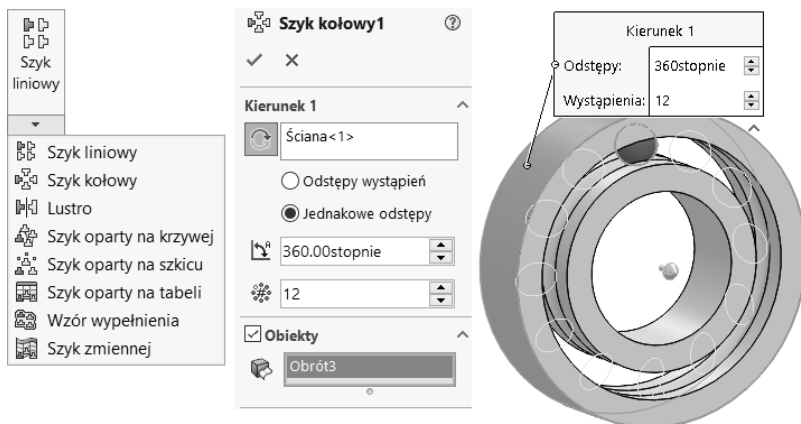 Szyk
liniowy
Szyk liniowy
Szyk kołowy
Lustro
Szyk oparty na krzywej
Szyk oparty na szkicu
Szyk oparty na tabeli
Wzór wypełnienia
Szyk zmiennej
Szyk kołowy1
Kierunek 1
Ściana<1>
Odstępy wystąpień
Jednakowe odstępy
360.00stopnie
12
Obiekty
Obrót3
Kierunek 1
Odstępy: 360stopnie
Wystąpienia: 12